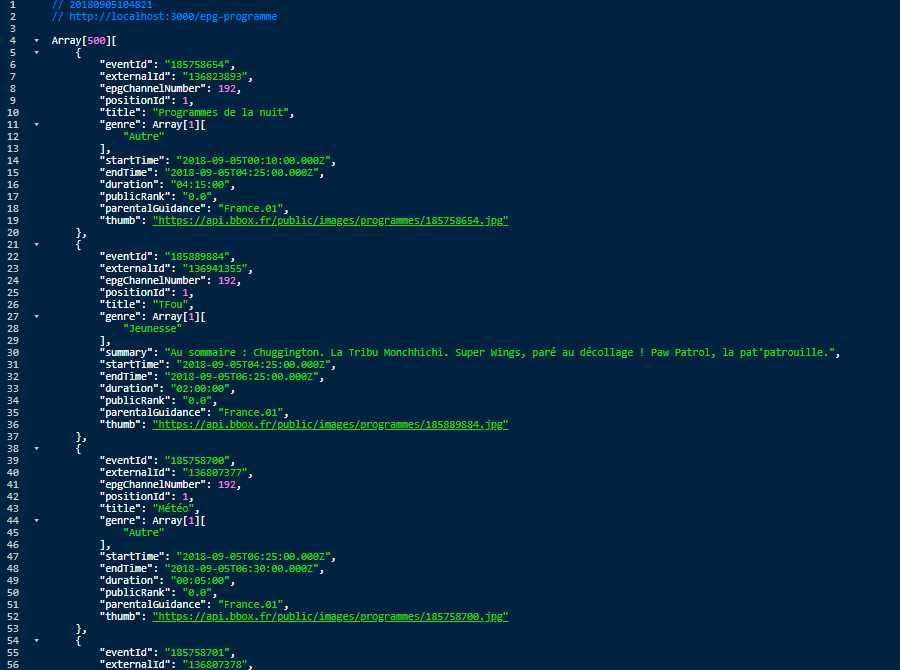 1 // 20180905104821
2 // http://localhost:3000/epg-programme
3
4 Array[500][
5 {
6 "eventId": "185758654",
7 "externalId": "136823893",
8 "epgChannelNumber": 192,
9 "positionId": 1,
10 "title": "Programmes de la nuit",
11 "genre": Array[1][
12 "Autre"
13 ],
14 "startTime": "2018-09-05T00:10:00.000Z",
15 "endTime": "2018-09-05T04:25:00.000Z",
16 "duration": "04:15:00",
17 "publicRank": "0.0",
18 "parentalGuidance": "France.01",
19 "thumb": "https://api.bbox.fr/public/images/programmes/185758654.jpg"
20 },
21 {
22 "eventId": "185889884",
23 "externalId": "136941355",
24 "epgChannelNumber": 192,
25 "positionId": 1,
26 "title": "TFou",
27 "genre": Array[1][
28 "Jeunesse"
29 ],
30 "summary": "Au sommaire : Chuggington. La Tribu Monchhichi. Super Wings, paré au décollage ! Paw Patrol, la pat'patrouille.",
31 "startTime": "2018-09-05T04:25:00.000Z",
32 "endTime": "2018-09-05T06:25:00.000Z",
33 "duration": "02:00:00",
34 "publicRank": "0.0",
35 "parentalGuidance": "France.01",
36 "thumb": "https://api.bbox.fr/public/images/programmes/185889884.jpg"
37 },
38 {
39 "eventId": "185758700",
40 "externalId": "136807377",
41 "epgChannelNumber": 192,
42 "positionId": 1,
43 "title": "Météo",
44 "genre": Array[1][
45 "Autre"
46 ],
47 "startTime": "2018-09-05T06:25:00.000Z",
48 "endTime": "2018-09-05T06:30:00.000Z",
49 "duration": "00:05:00",
50 "publicRank": "0.0",
51 "parentalGuidance": "France.01",
52 "thumb": "https://api.bbox.fr/public/images/programmes/185758700.jpg"
53 },
54 {
55 "eventId": "185758701",
56 "externalId": "136807378",